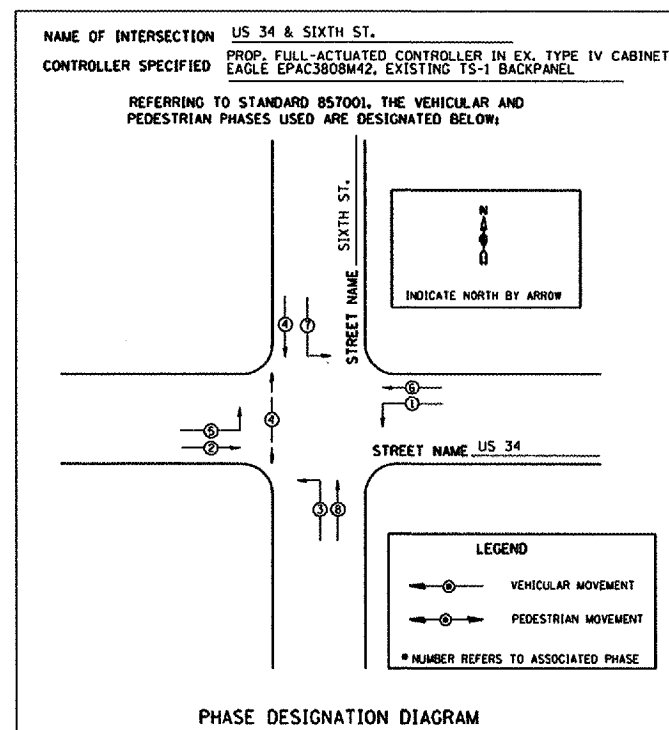 NAME OF INTERSECTION US 34 & SIXTH ST.
CONTROLLER SPECIFIED PROP. FULL-ACTUATED CONTROLLER IN EX. TYPE IV CABINET
EAGLE EPAC3808M42, EXISTING TS-1 BACKPANEL
REFERRING TO STANDARD 857001, THE VEHICULAR AND
PEDESTRIAN PHASES USED ARE DESIGNATED BELOW:
STREET NAME SIXTH ST.
N
INDICATE NORTH BY ARROW
4 7
6
1
4
5
2
STREET NAME US 34
3 8
LEGEND
VEHICULAR MOVEMENT
PEDESTRIAN MOVEMENT
* NUMBER REFERS TO ASSOCIATED PHASE
PHASE DESIGNATION DIAGRAM